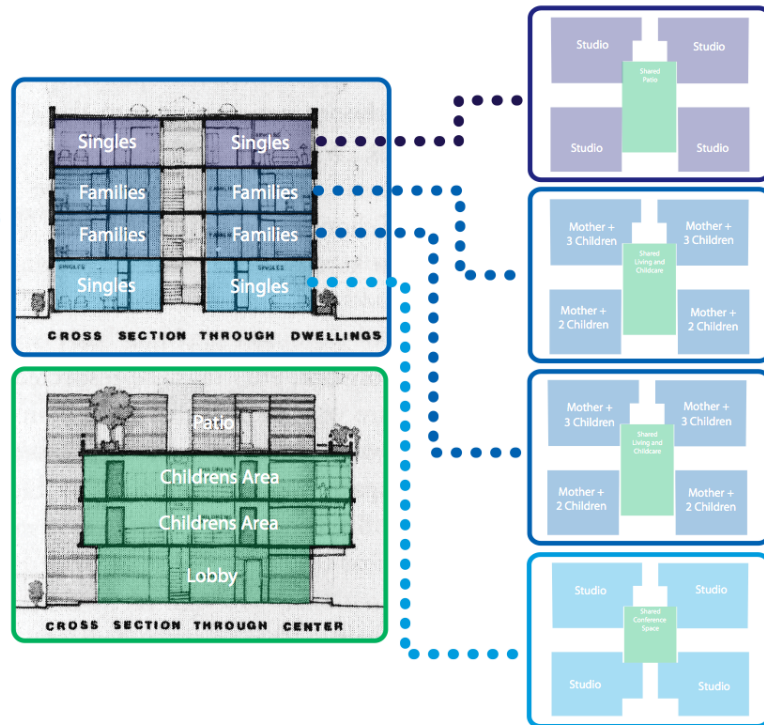 Singles Singles
Families Families
Families Families
SINGLES SINGLES
Singles Singles
CROSS SECTION THROUGH DWELLINGS
Patio
Childrens Area
Childrens Area
Lobby
CROSS SECTION THROUGH CENTER
Studio Studio
Shared
Patio
Studio Studio
Mother +
3 Children
Mother +
3 Children
Shared
Living and
Childcare
Mother +
2 Children
Mother +
2 Children
Mother +
3 Children
Mother +
3 Children
Shared
Living and
Childcare
Mother +
2 Children
Mother +
2 Children
Studio Studio
Shared
Conference
Space
Studio Studio